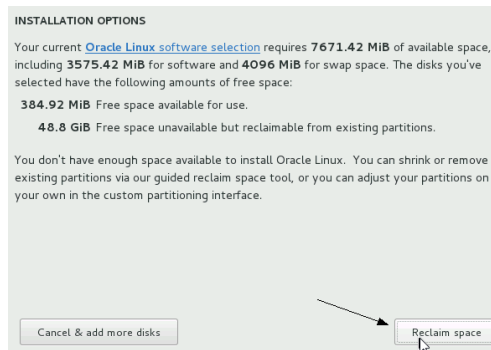 INSTALLATION OPTIONS
Your current Oracle Linux software selection requires 7671.42 MiB of available space,
including 3575.42 MiB for software and 4096 MiB for swap space. The disks you've
selected have the following amounts of free space:
384.92 MiB Free space available for use.
48.8 GiB Free space unavailable but reclaimable from existing partitions.
You don't have enough space available to install Oracle Linux. You can shrink or remove
existing partitions via our guided reclaim space tool, or you can adjust your partitions on
your own in the custom partitioning interface.
Cancel & add more disks
Reclaim space